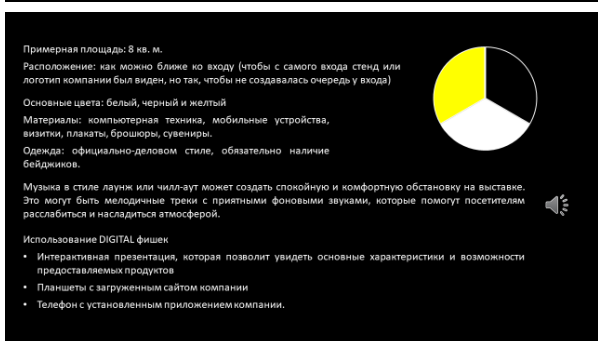 Примерная площадь: 8 кв. м.
Расположение: как можно ближе ко входу (чтобы с самого входа стенд или
логотип компании был виден, но так, чтобы не создавалась очередь у входа)
Основные цвета: белый, черный и желтый
Материалы: компьютерная техника, мобильные устройства,
визитки, плакаты, брошюры, сувениры.
Одежда: официально-деловом стиле, обязательно наличие
бейджиков.
Музыка в стиле лаунж или чилл-аут может создать спокойную и комфортную обстановку на выставке.
Это могут быть мелодичные треки с приятными фоновыми звуками, которые помогут посетителям
расслабиться и насладиться атмосферой.
Использование DIGITAL фишек
• Интерактивная презентация, которая позволит увидеть основные характеристики и возможности
предоставляемых продуктов
• Планшеты с загруженным сайтом компании
• Телефон с установленным приложением компании.